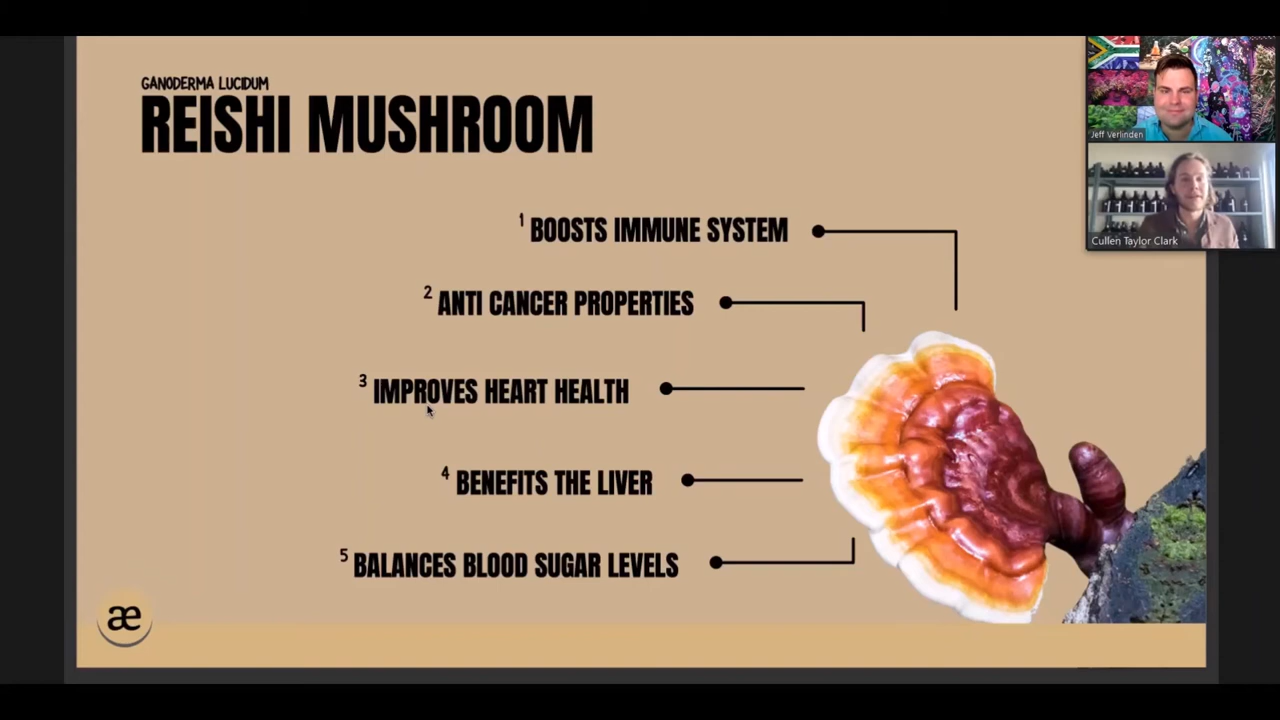 GANODERMA LUCIDUM
REISHI MUSHROOM
1 BOOSTS IMMUNE SYSTEM
2 ANTI CANCER PROPERTIES
3 IMPROVES HEART HEALTH
4 BENEFITS THE LIVER
5 BALANCES BLOOD SUGAR LEVELS
æ
Jeff Verlinden
Cullen Taylor Clark